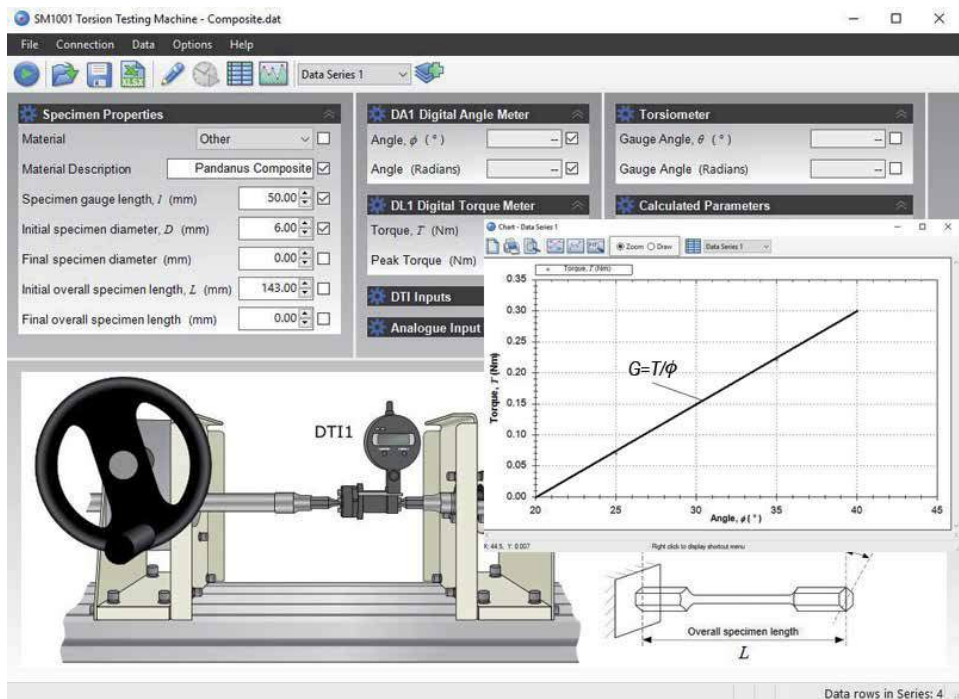 SM1001 Torsion Testing Machine - Composite.dat
File Connection Data Options Help
XLSX
Data Series 1
Specimen Properties
Material Other
Material Description Pandanus Composite
Specimen gauge length, l (mm) 50.00
Initial specimen diameter, D (mm) 6.00
Final specimen diameter (mm) 0.00
Initial overall specimen length, L (mm) 143.00
Final overall specimen length (mm) 0.00
DA1 Digital Angle Meter
Angle, ϕ (°) --
Angle (Radians) --
DL1 Digital Torque Meter
Torque, T (Nm)
Peak Torque (Nm)
DTI Inputs
Analogue Input
Torsiometer
Gauge Angle, θ (°) --
Gauge Angle (Radians) --
Calculated Parameters
Chart - Data Series 1
Zoom Draw Data Series 1
Torque, T (Nm)
0.35
0.30
0.25
0.20
0.15
0.10
0.05
0.00
Torque, T (Nm)
G=T/ϕ
20 25 30 35 40 45
Angle, ϕ (°)
X: 44.5, Y: 0.007 Right click to display shortcut menu
DTI1
Overall specimen length
L
Data rows in Series: 4